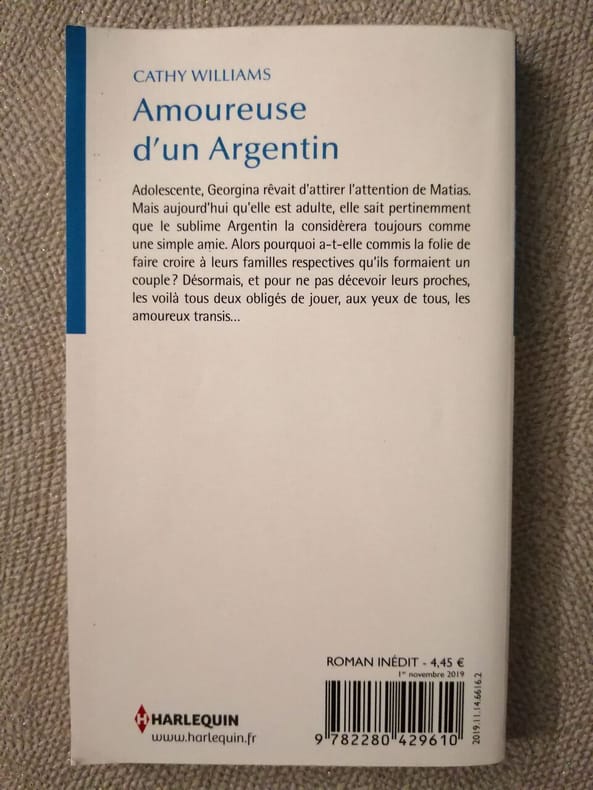 CATHY WILLIAMS
Amoureuse
d'un Argentin
Adolescente, Georgina rêvait d'attirer l'attention de Matias.
Mais aujourd'hui qu'elle est adulte, elle sait pertinemment
que le sublime Argentin la considèrera toujours comme
une simple amie. Alors pourquoi a-t-elle commis la folie de
faire croire à leurs familles respectives qu'ils formaient un
couple ? Désormais, et pour ne pas décevoir leurs proches,
les voilà tous deux obligés de jouer, aux yeux de tous, les
amoureux transis...
ROMAN INÉDIT - 4,45 €
1er novembre 2019
HARLEQUIN
www.harlequin.fr
9 782280 429610
2019.11.14.6616.2